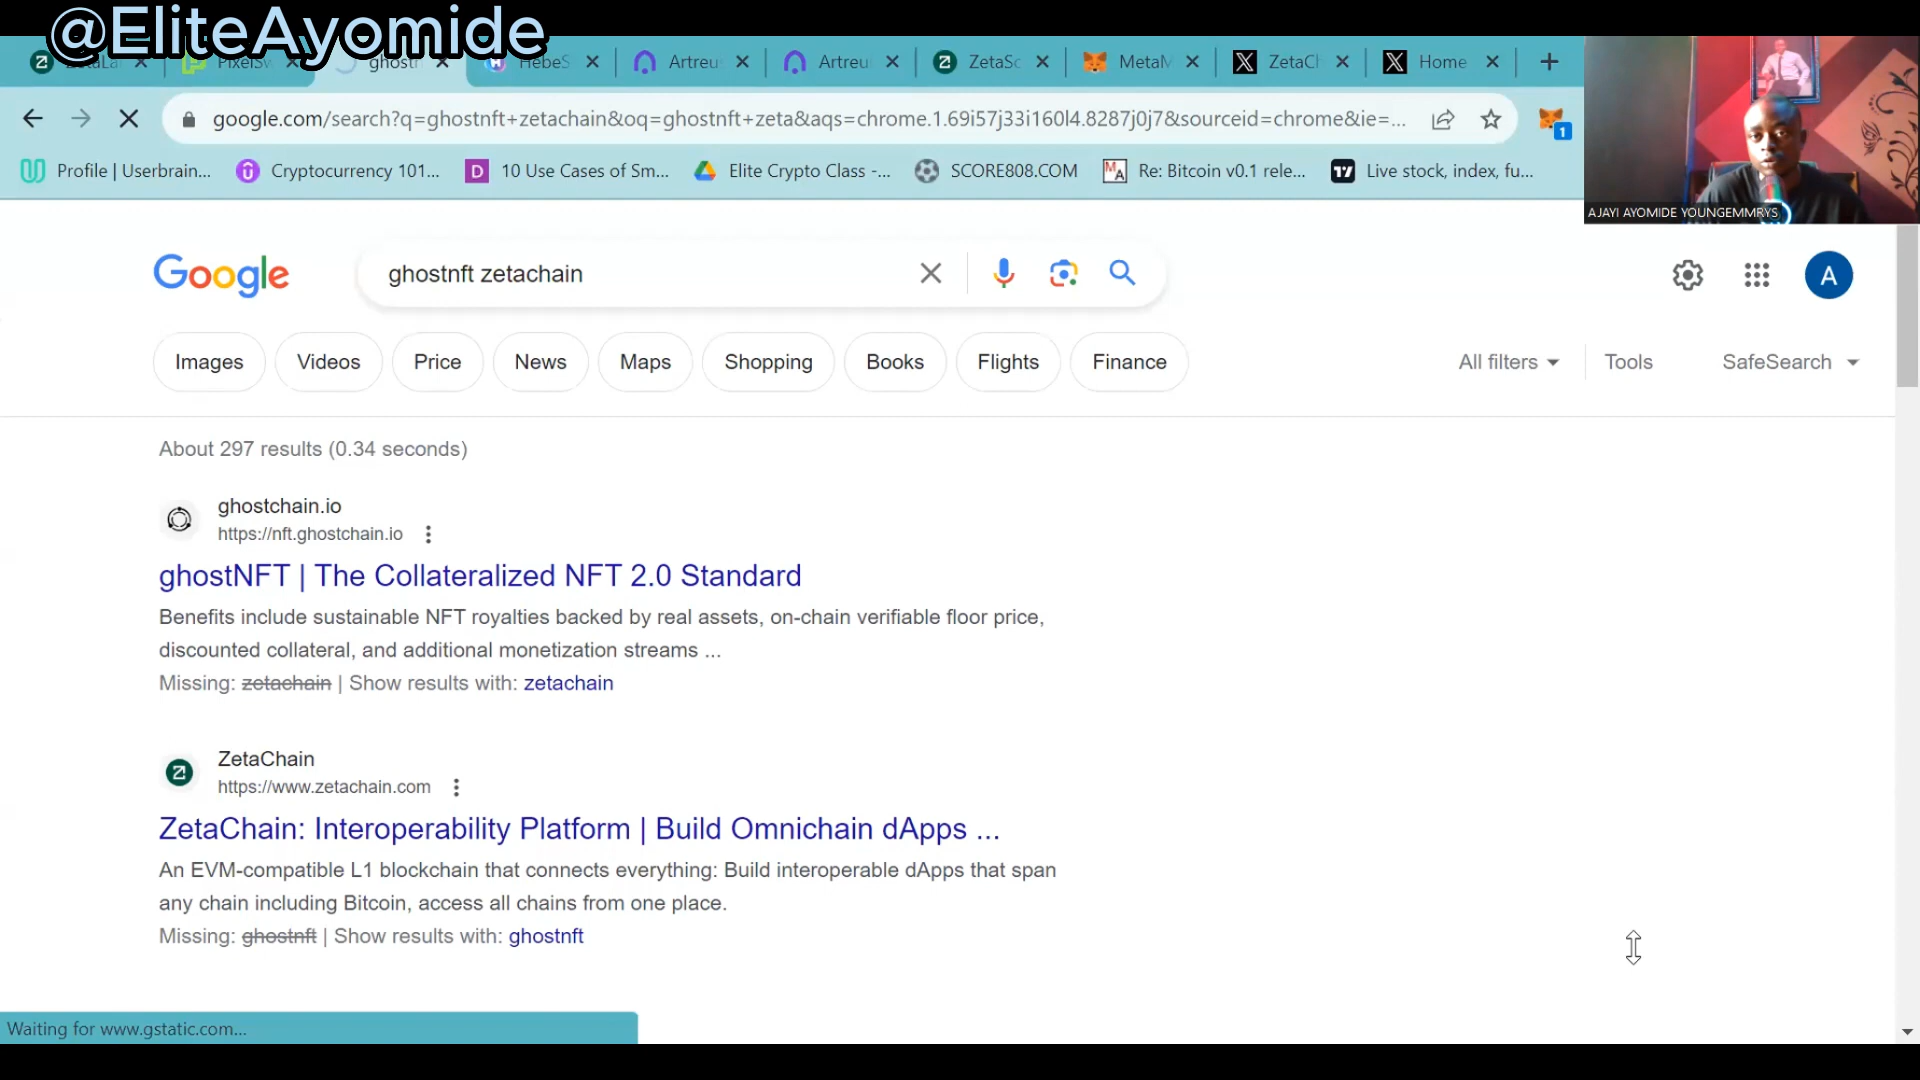 @EliteAyomide
PixelSw
ghostn
HebeS
Artreu
Artreu
ZetaSc
MetaM
ZetaCh
Home
google.com/search?q=ghostnft+zetachain&oq=ghostnft+zeta&aqs=chrome.1.69i57j33i160l4.8287j0j7&sourceid=chrome&ie=...
1
Profile | Userbrain...
Cryptocurrency 101...
10 Use Cases of Sm...
Elite Crypto Class -...
SCORE808.COM
Re: Bitcoin v0.1 rele...
Live stock, index, fu...
AJAYI AYOMIDE YOUNGEMMRYS
Google
ghostnft zetachain
A
Images
Videos
Price
News
Maps
Shopping
Books
Flights
Finance
All filters
Tools
SafeSearch
About 297 results (0.34 seconds)
ghostchain.io
https://nft.ghostchain.io
ghostNFT | The Collateralized NFT 2.0 Standard
Benefits include sustainable NFT royalties backed by real assets, on-chain verifiable floor price,
discounted collateral, and additional monetization streams ...
Missing: zetachain | Show results with: zetachain
ZetaChain
https://www.zetachain.com
ZetaChain: Interoperability Platform | Build Omnichain dApps ...
An EVM-compatible L1 blockchain that connects everything: Build interoperable dApps that span
any chain including Bitcoin, access all chains from one place.
Missing: ghostnft | Show results with: ghostnft
Waiting for www.gstatic.com...